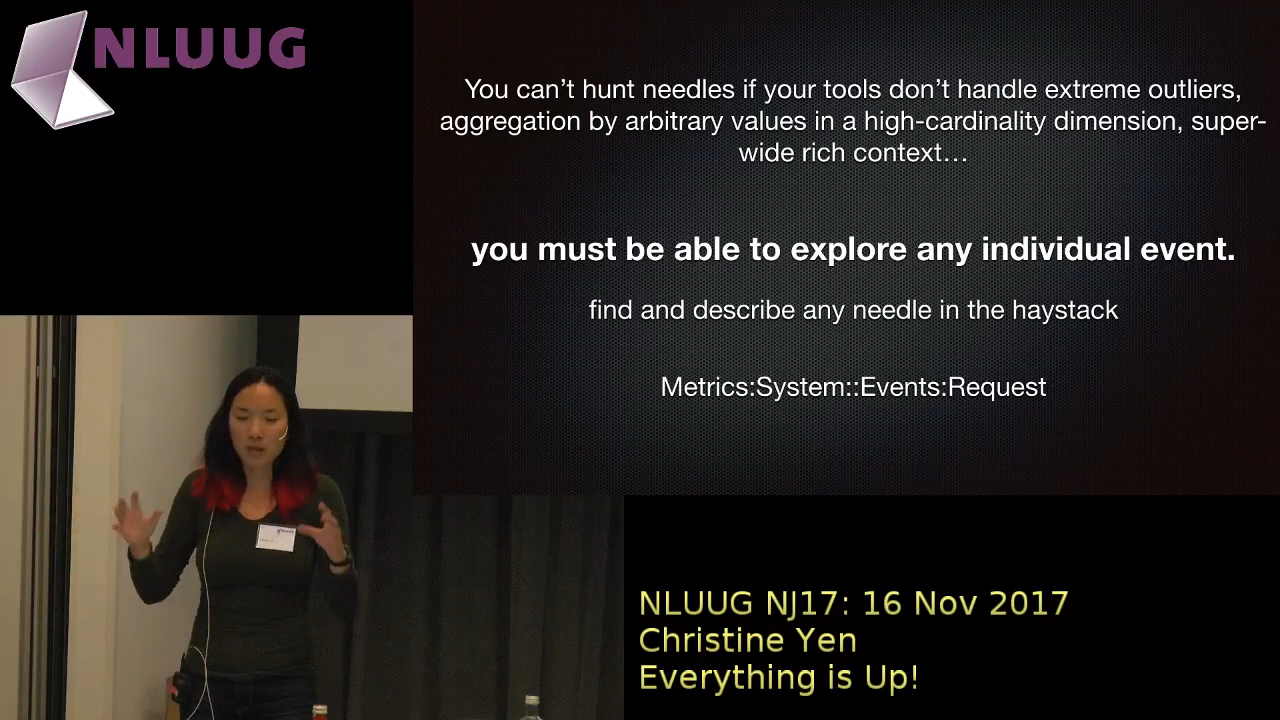 NLUUG
You can’t hunt needles if your tools don’t handle extreme outliers,
aggregation by arbitrary values in a high-cardinality dimension, super-
wide rich context…
you must be able to explore any individual event.
find and describe any needle in the haystack
Metrics:System::Events:Request
NLUUG NJ17: 16 Nov 2017
Christine Yen
Everything is Up!